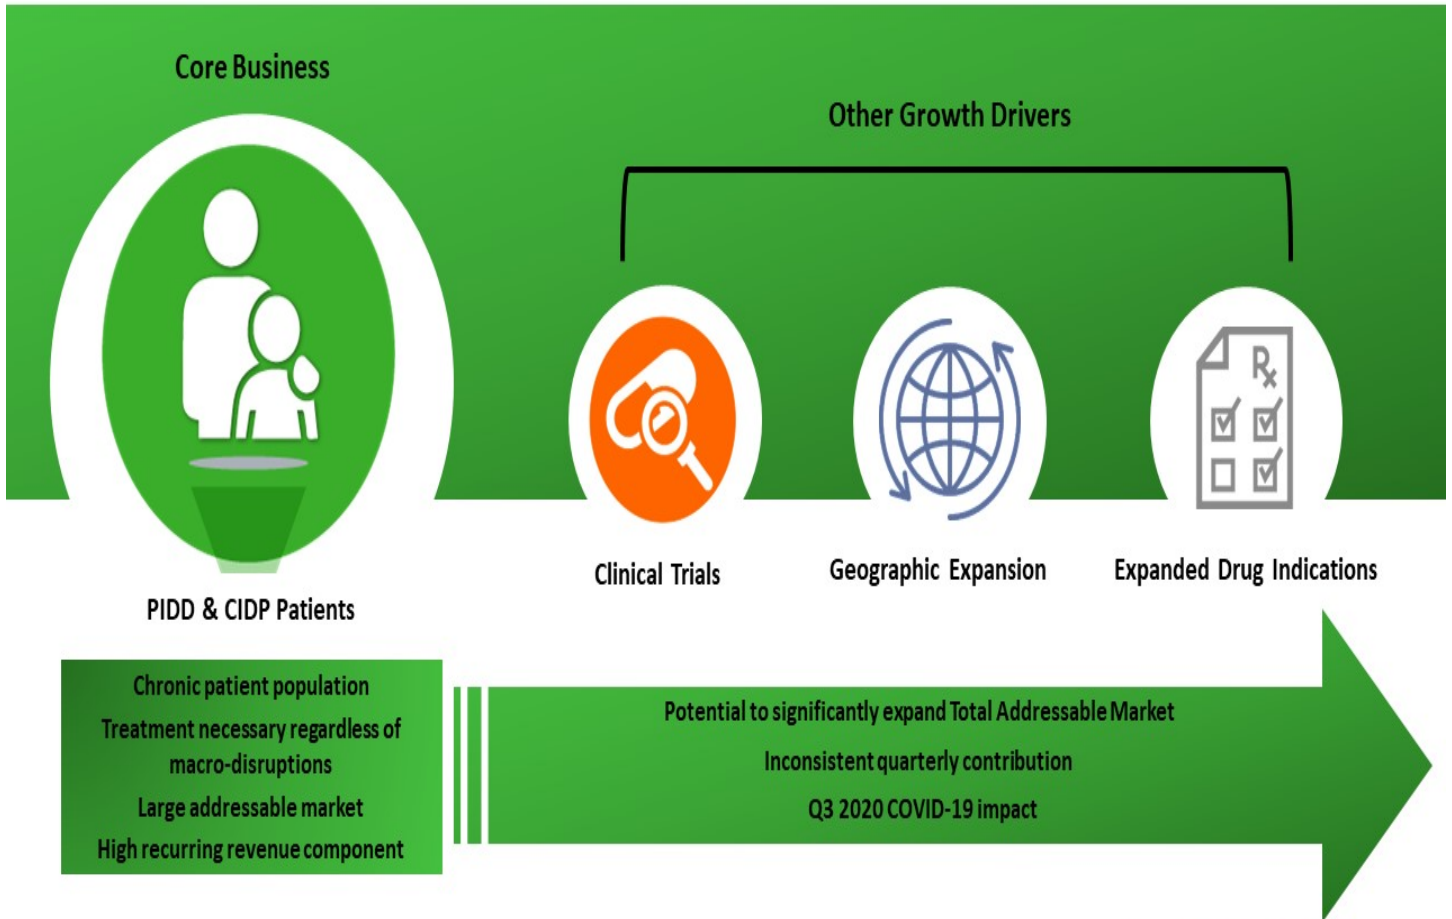 Core Business
Other Growth Drivers
Rx
Clinical Trials
Geographic Expansion
Expanded Drug Indications
PIDD & CIDP Patients
Chronic patient population
Treatment necessary regardless of
macro-disruptions
Large addressable market
High recurring revenue component
Potential to significantly expand Total Addressable Market
Inconsistent quarterly contribution
Q3 2020 COVID-19 impact